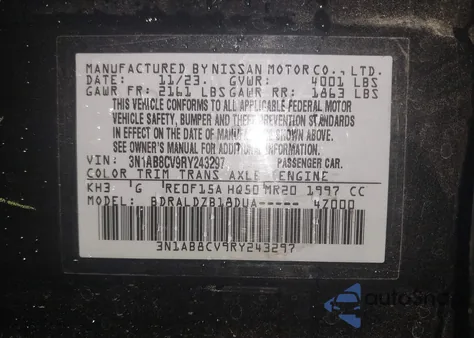 MANUFACTURED BY NISSAN MOTOR CO., LTD.
DATE: 11/23. GVWR: 4001 LBS
GAWR FR: 2161 LBS GAWR RR: 1863 LBS
THIS VEHICLE CONFORMS TO ALL APPLICABLE FEDERAL MOTOR
VEHICLE SAFETY, BUMPER AND THEFT PREVENTION STANDARDS
IN EFFECT ON THE DATE OF MANUFACTURE SHOWN ABOVE.
SEE OWNER'S MANUAL FOR ADDITIONAL INFORMATION.
VIN: 3N1AB8CV9RY243297 PASSENGER CAR.
COLOR TRIM TRANS AXLE ENGINE
KH3 G RE0F15A HQ50 MR20 1997 CC
MODEL: BDRALDZB18DUA----- 47000
3N1AB8CV9RY243297